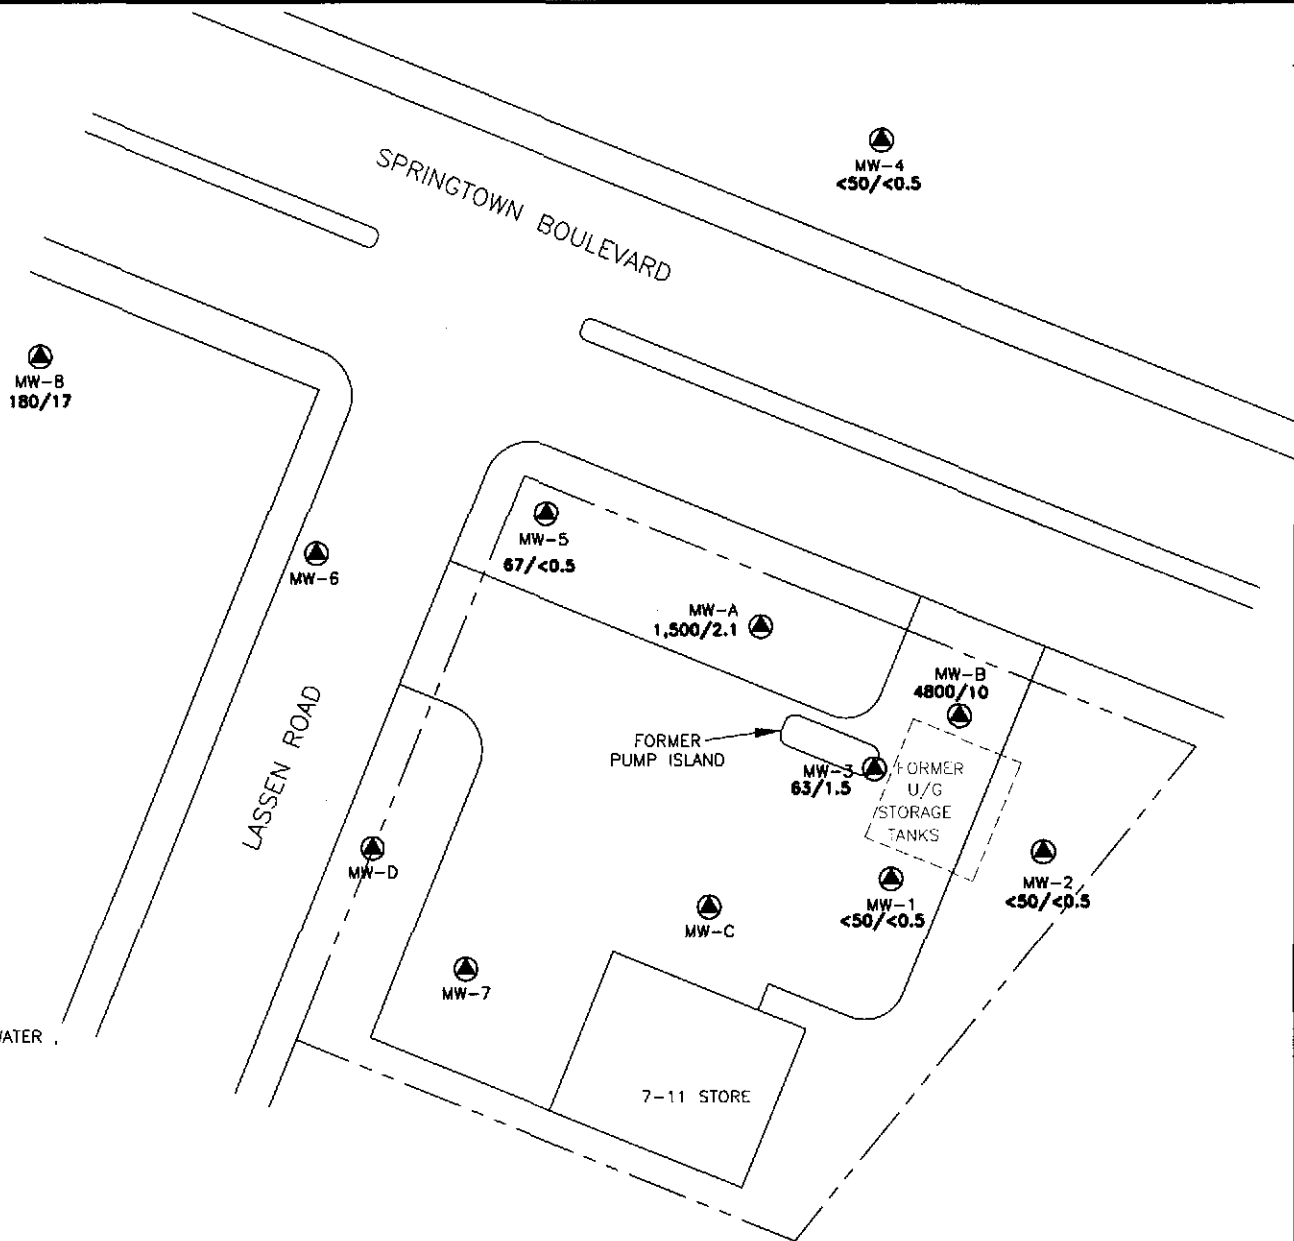 MW-4
<50/<0.5
SPRINGTOWN BOULEVARD
MW-8
180/17
MW-5
67/<0.5
MW-6
MW-A
1,500/2.1
MW-B
4800/10
FORMER
PUMP ISLAND
MW-3
63/1.5
FORMER
U/G
STORAGE
TANKS
LASSEN ROAD
MW-D
MW-1
<50/<0.5
MW-2
<50/<0.5
MW-C
MW-7
WATER
7-11 STORE